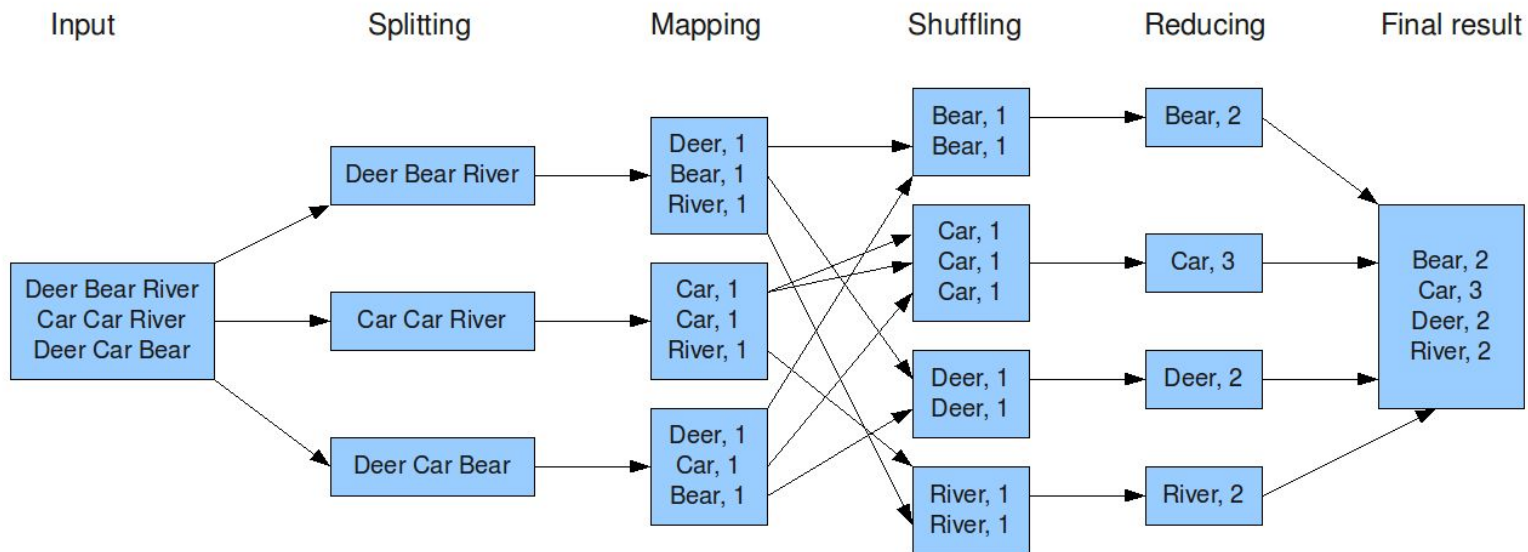 Input
Splitting
Mapping
Shuffling
Reducing
Final result
Deer Bear River
Car Car River
Deer Car Bear
Deer Bear River
Car Car River
Deer Car Bear
Deer, 1
Bear, 1
River, 1
Car, 1
Car, 1
River, 1
Deer, 1
Car, 1
Bear, 1
Bear, 1
Bear, 1
Car, 1
Car, 1
Car, 1
Deer, 1
Deer, 1
River, 1
River, 1
Bear, 2
Car, 3
Deer, 2
River, 2
Bear, 2
Car, 3
Deer, 2
River, 2